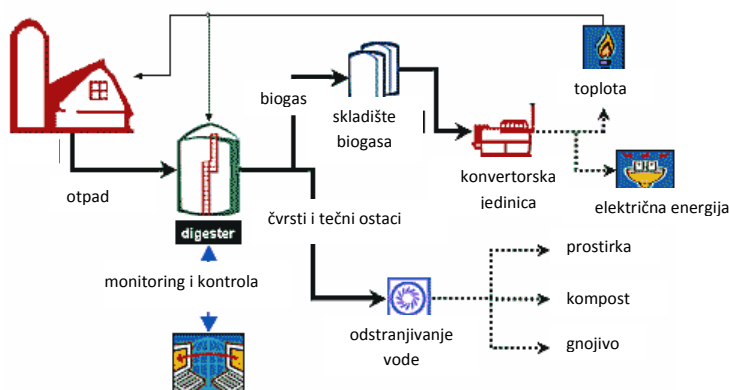 toplota
biogas
skladište
biogasa
konvertorska
jedinica
električna energija
otpad
digester
čvrsti i tečni ostaci
monitoring i kontrola
prostirka
kompost
gnojivo
odstranjivanje
vode